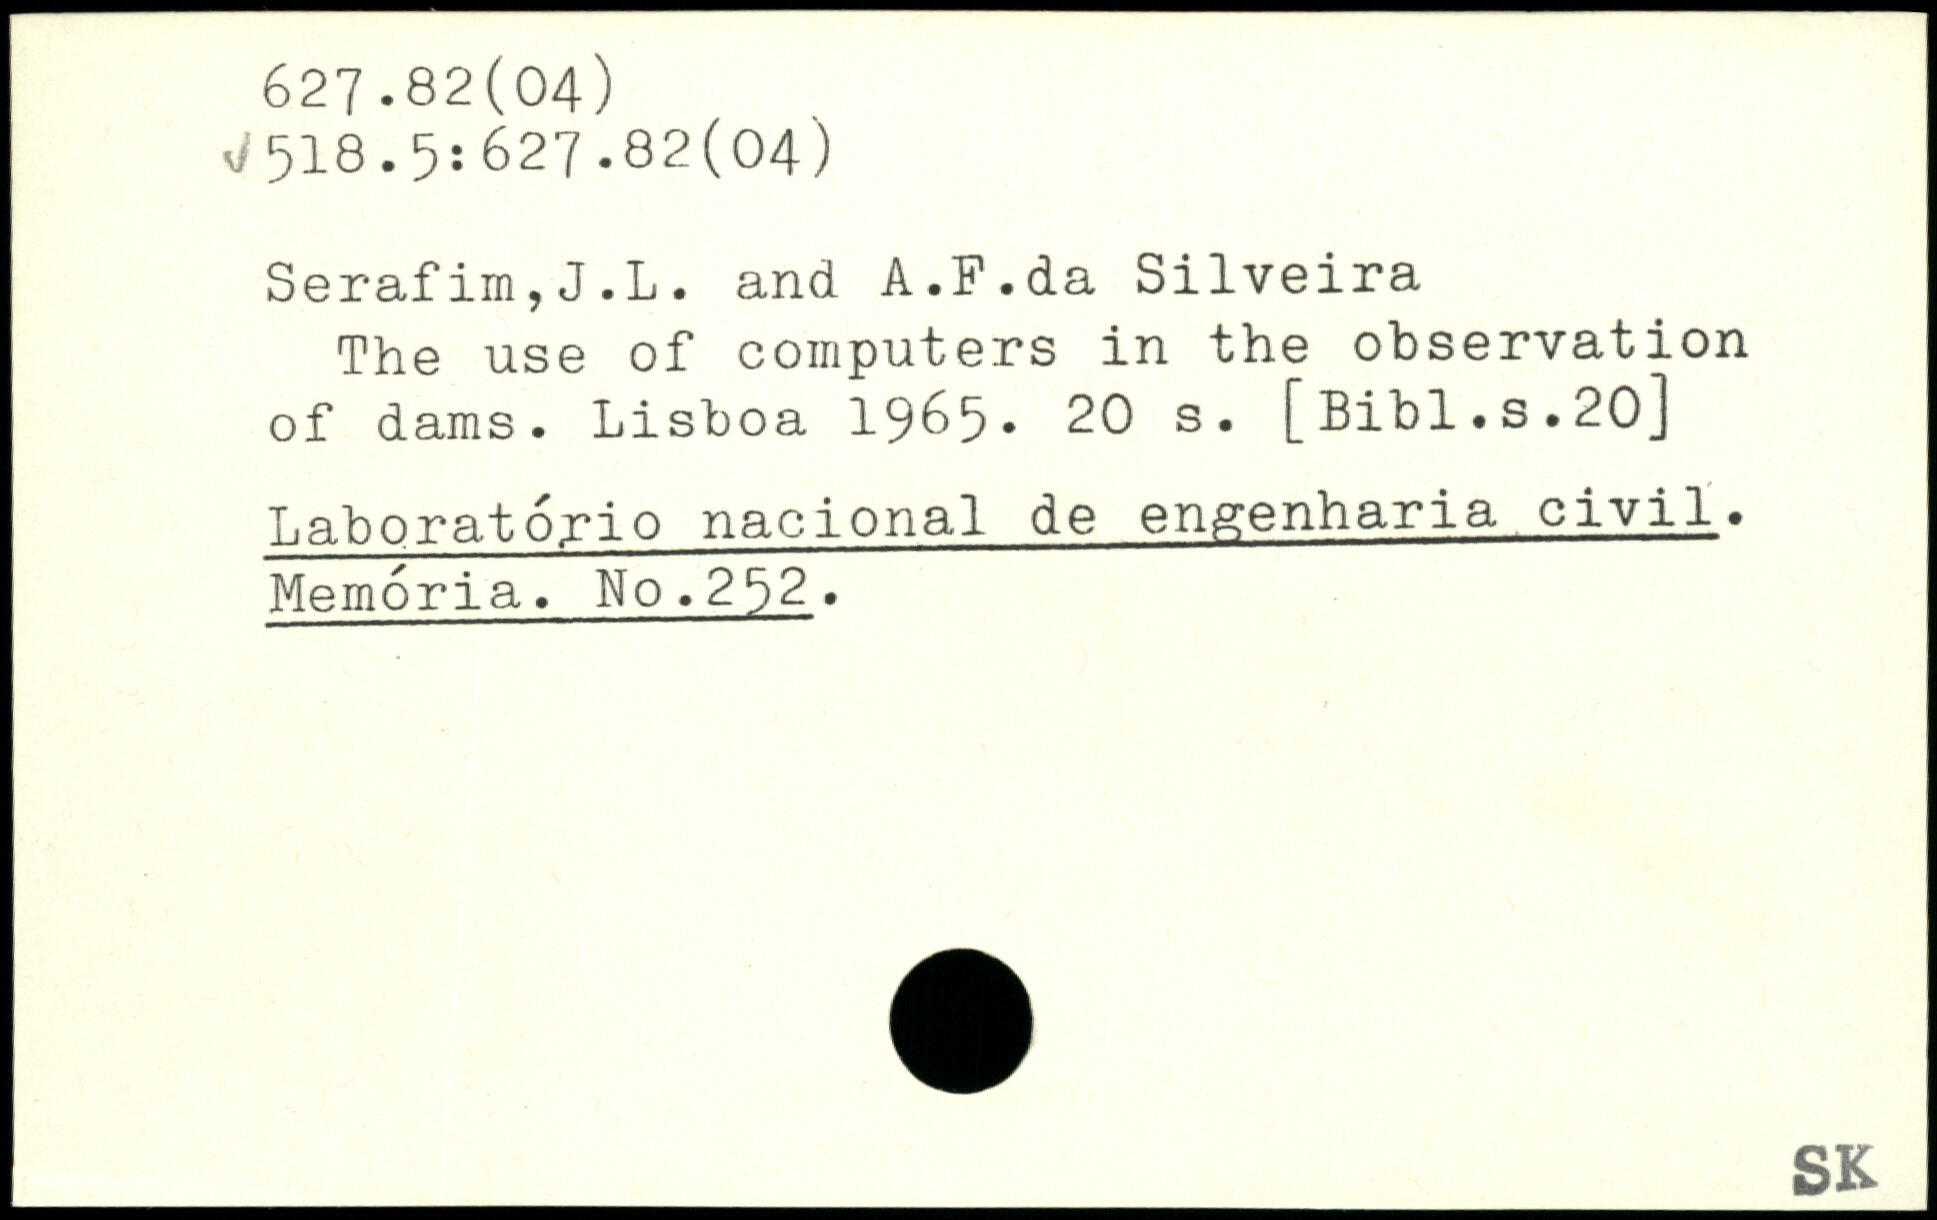 627.82(04)
518.5:627.82(04)
Serafim,J.L. and A.F.da Silveira
The use of computers in the observation
of dams. Lisboa 1965. 20 s. [Bibl.s.20]
Laboratório nacional de engenharia civil.
Memória. No.252.
SK